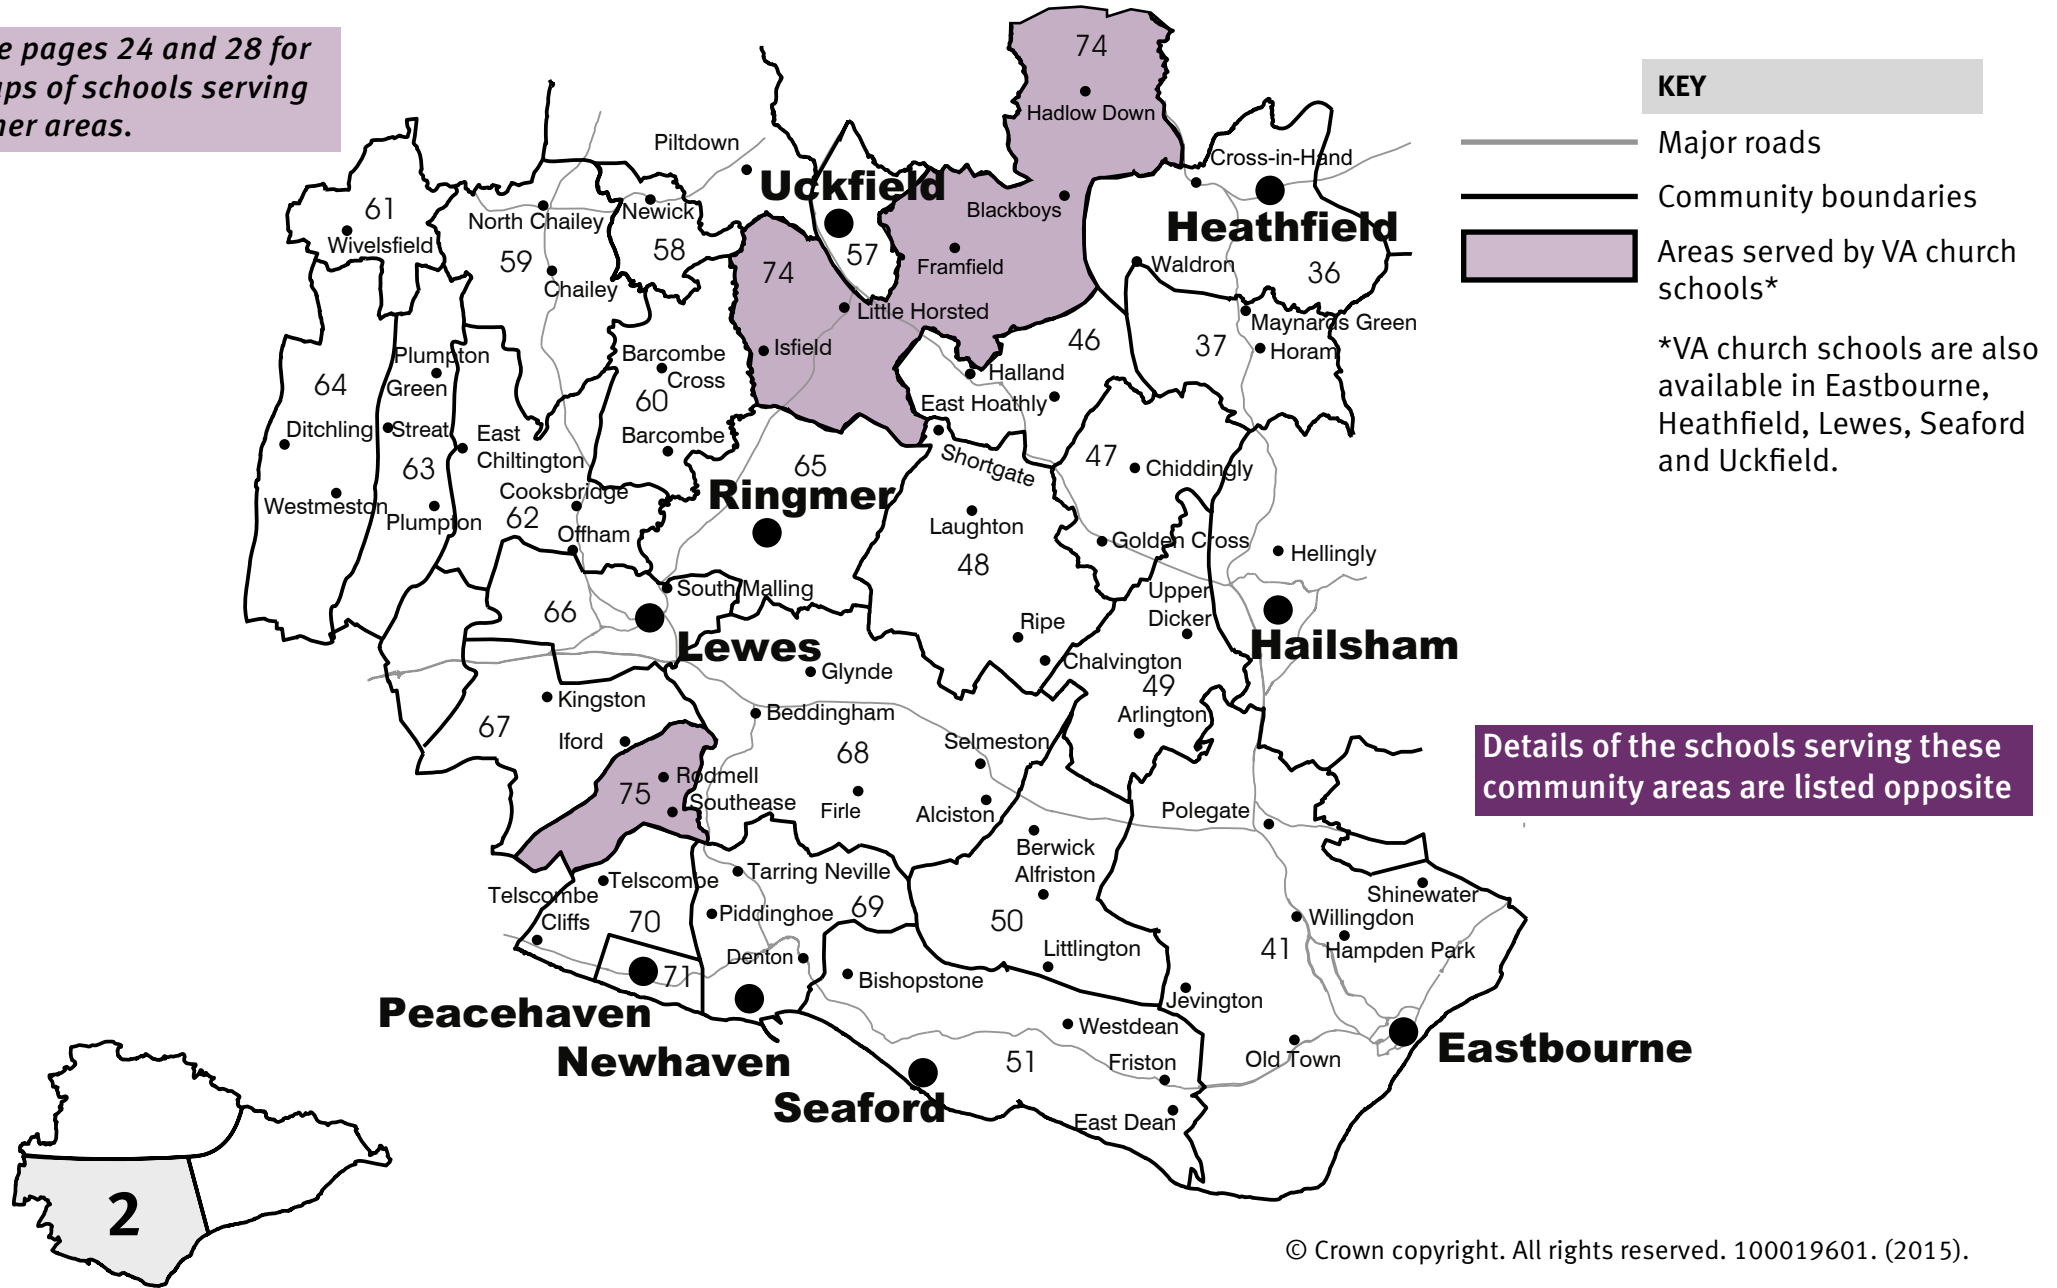 e pages 24 and 28 for
ps of schools serving
er areas.
KEY
Major roads
Community boundaries
Areas served by VA church
schools*
*VA church schools are also
available in Eastbourne,
Heathfield, Lewes, Seaford
and Uckfield.
74
Hadlow Down
Piltdown
Cross-in-Hand
Uckfield
61
North Chailey
Newick
Blackboys
Heathfield
Wivelsfield
59
58
57
Framfield
Waldron
36
Chailey
74
Little Horsted
Maynards Green
Plumpton
Green
Barcombe
Cross
Isfield
46
37
Horam
64
60
Halland
East Hoathly
Ditchling
Streat
East
Chiltington
Barcombe
65
Shortgate
47
Chiddingly
63
Westmeston
Plumpton
Cooksbridge
62
Offham
Ringmer
Laughton
48
Golden Cross
Hellingly
66
South Malling
Upper
Dicker
Ripe
Lewes
Hailsham
Glynde
Chalvington
49
Kingston
67
Beddingham
Arlington
Iford
68
Selmeston
Details of the schools serving these
community areas are listed opposite
75
Rodmell
Southease
Firle
Alciston
Polegate
Berwick
Alfriston
Telscombe
Tarring Neville
Telscombe
Cliffs
70
Piddinghoe
69
50
Shinewater
Willingdon
Hampden Park
41
71
Denton
Littlington
Bishopstone
Jevington
Peacehaven
Westdean
Newhaven
51
Friston
Old Town
Eastbourne
Seaford
East Dean
2
© Crown copyright. All rights reserved. 100019601. (2015).